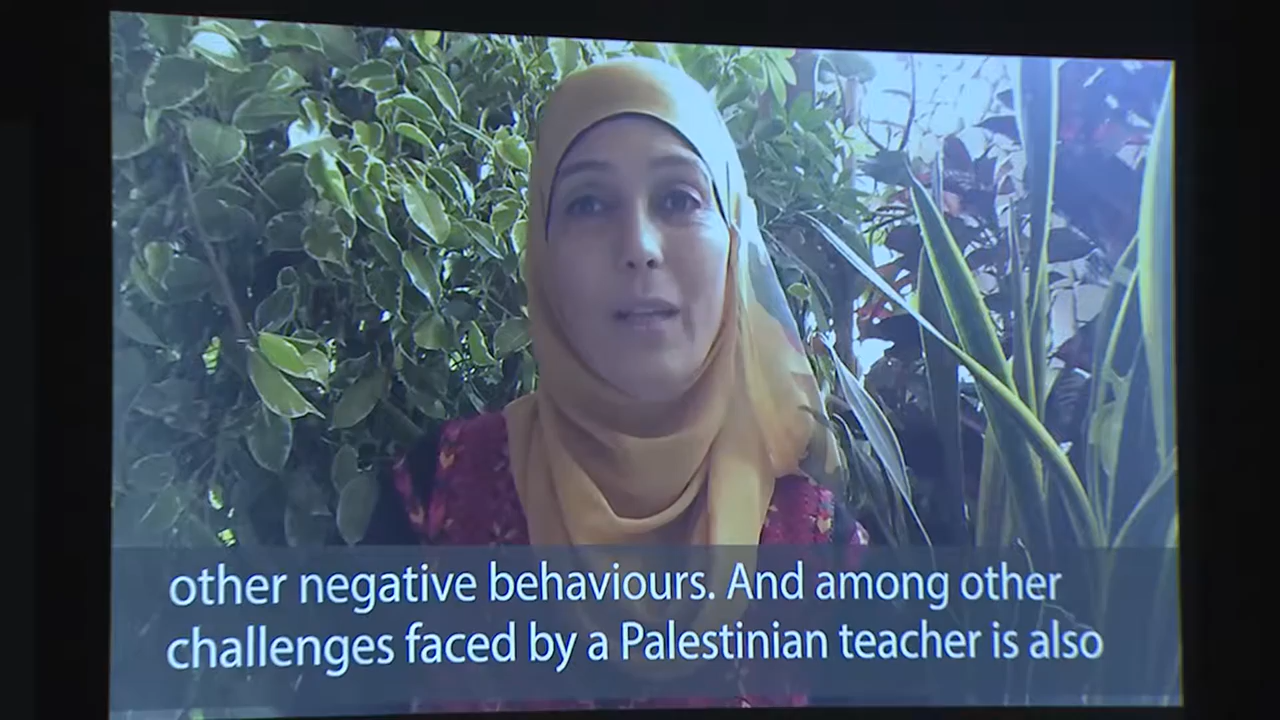 other negative behaviours. And among other
challenges faced by a Palestinian teacher is also